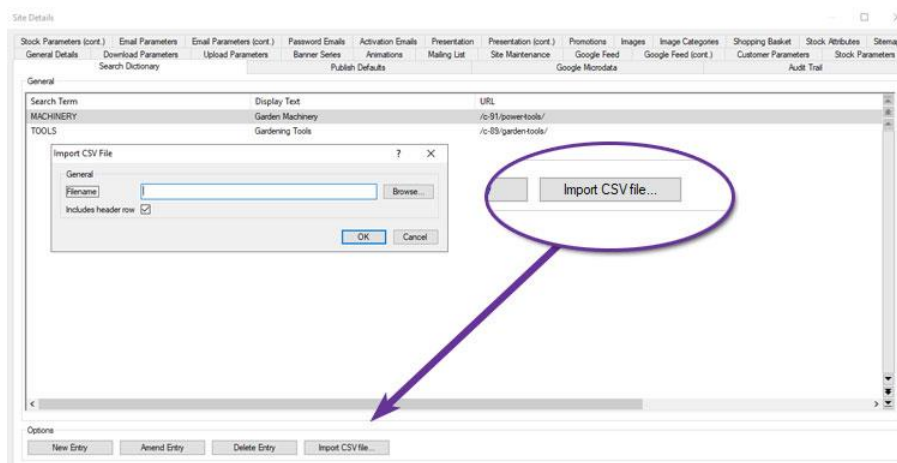 Site Details
Stock Parameters (cont.) Email Parameters Email Parameters (cont.) Password Emails Activation Emails Presentation Presentation (cont.) Promotions Images Image Categories Shopping Basket Stock Attributes Sitema
General Details Download Parameters Upload Parameters Banner Series Animations Mailing List Site Maintenance Google Feed Google Feed (cont.) Customer Parameters Stock Parameters
Search Dictionary Publish Defaults Google Microdata Audit Trail
General
Search Term Display Text URL
MACHINERY Garden Machinery /c-91/power-tools/
TOOLS Gardening Tools /c-89/garden-tools/
Import CSV File ?
General
Filename Browse...
Includes header row
OK Cancel
Import CSV file...
Options
New Entry Amend Entry Delete Entry Import CSV file...